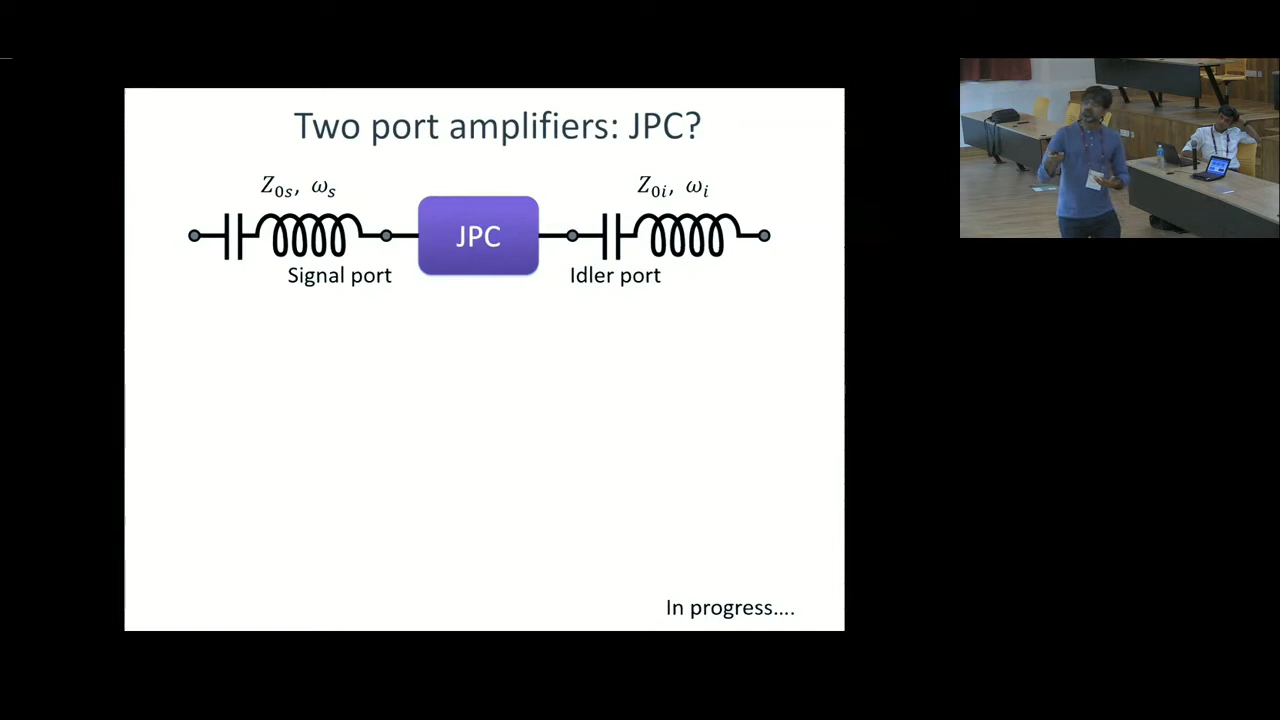 Two port amplifiers: JPC?
Z₀ₛ, ωₛ
Z₀ᵢ, ωᵢ
JPC
Signal port
Idler port
In progress....